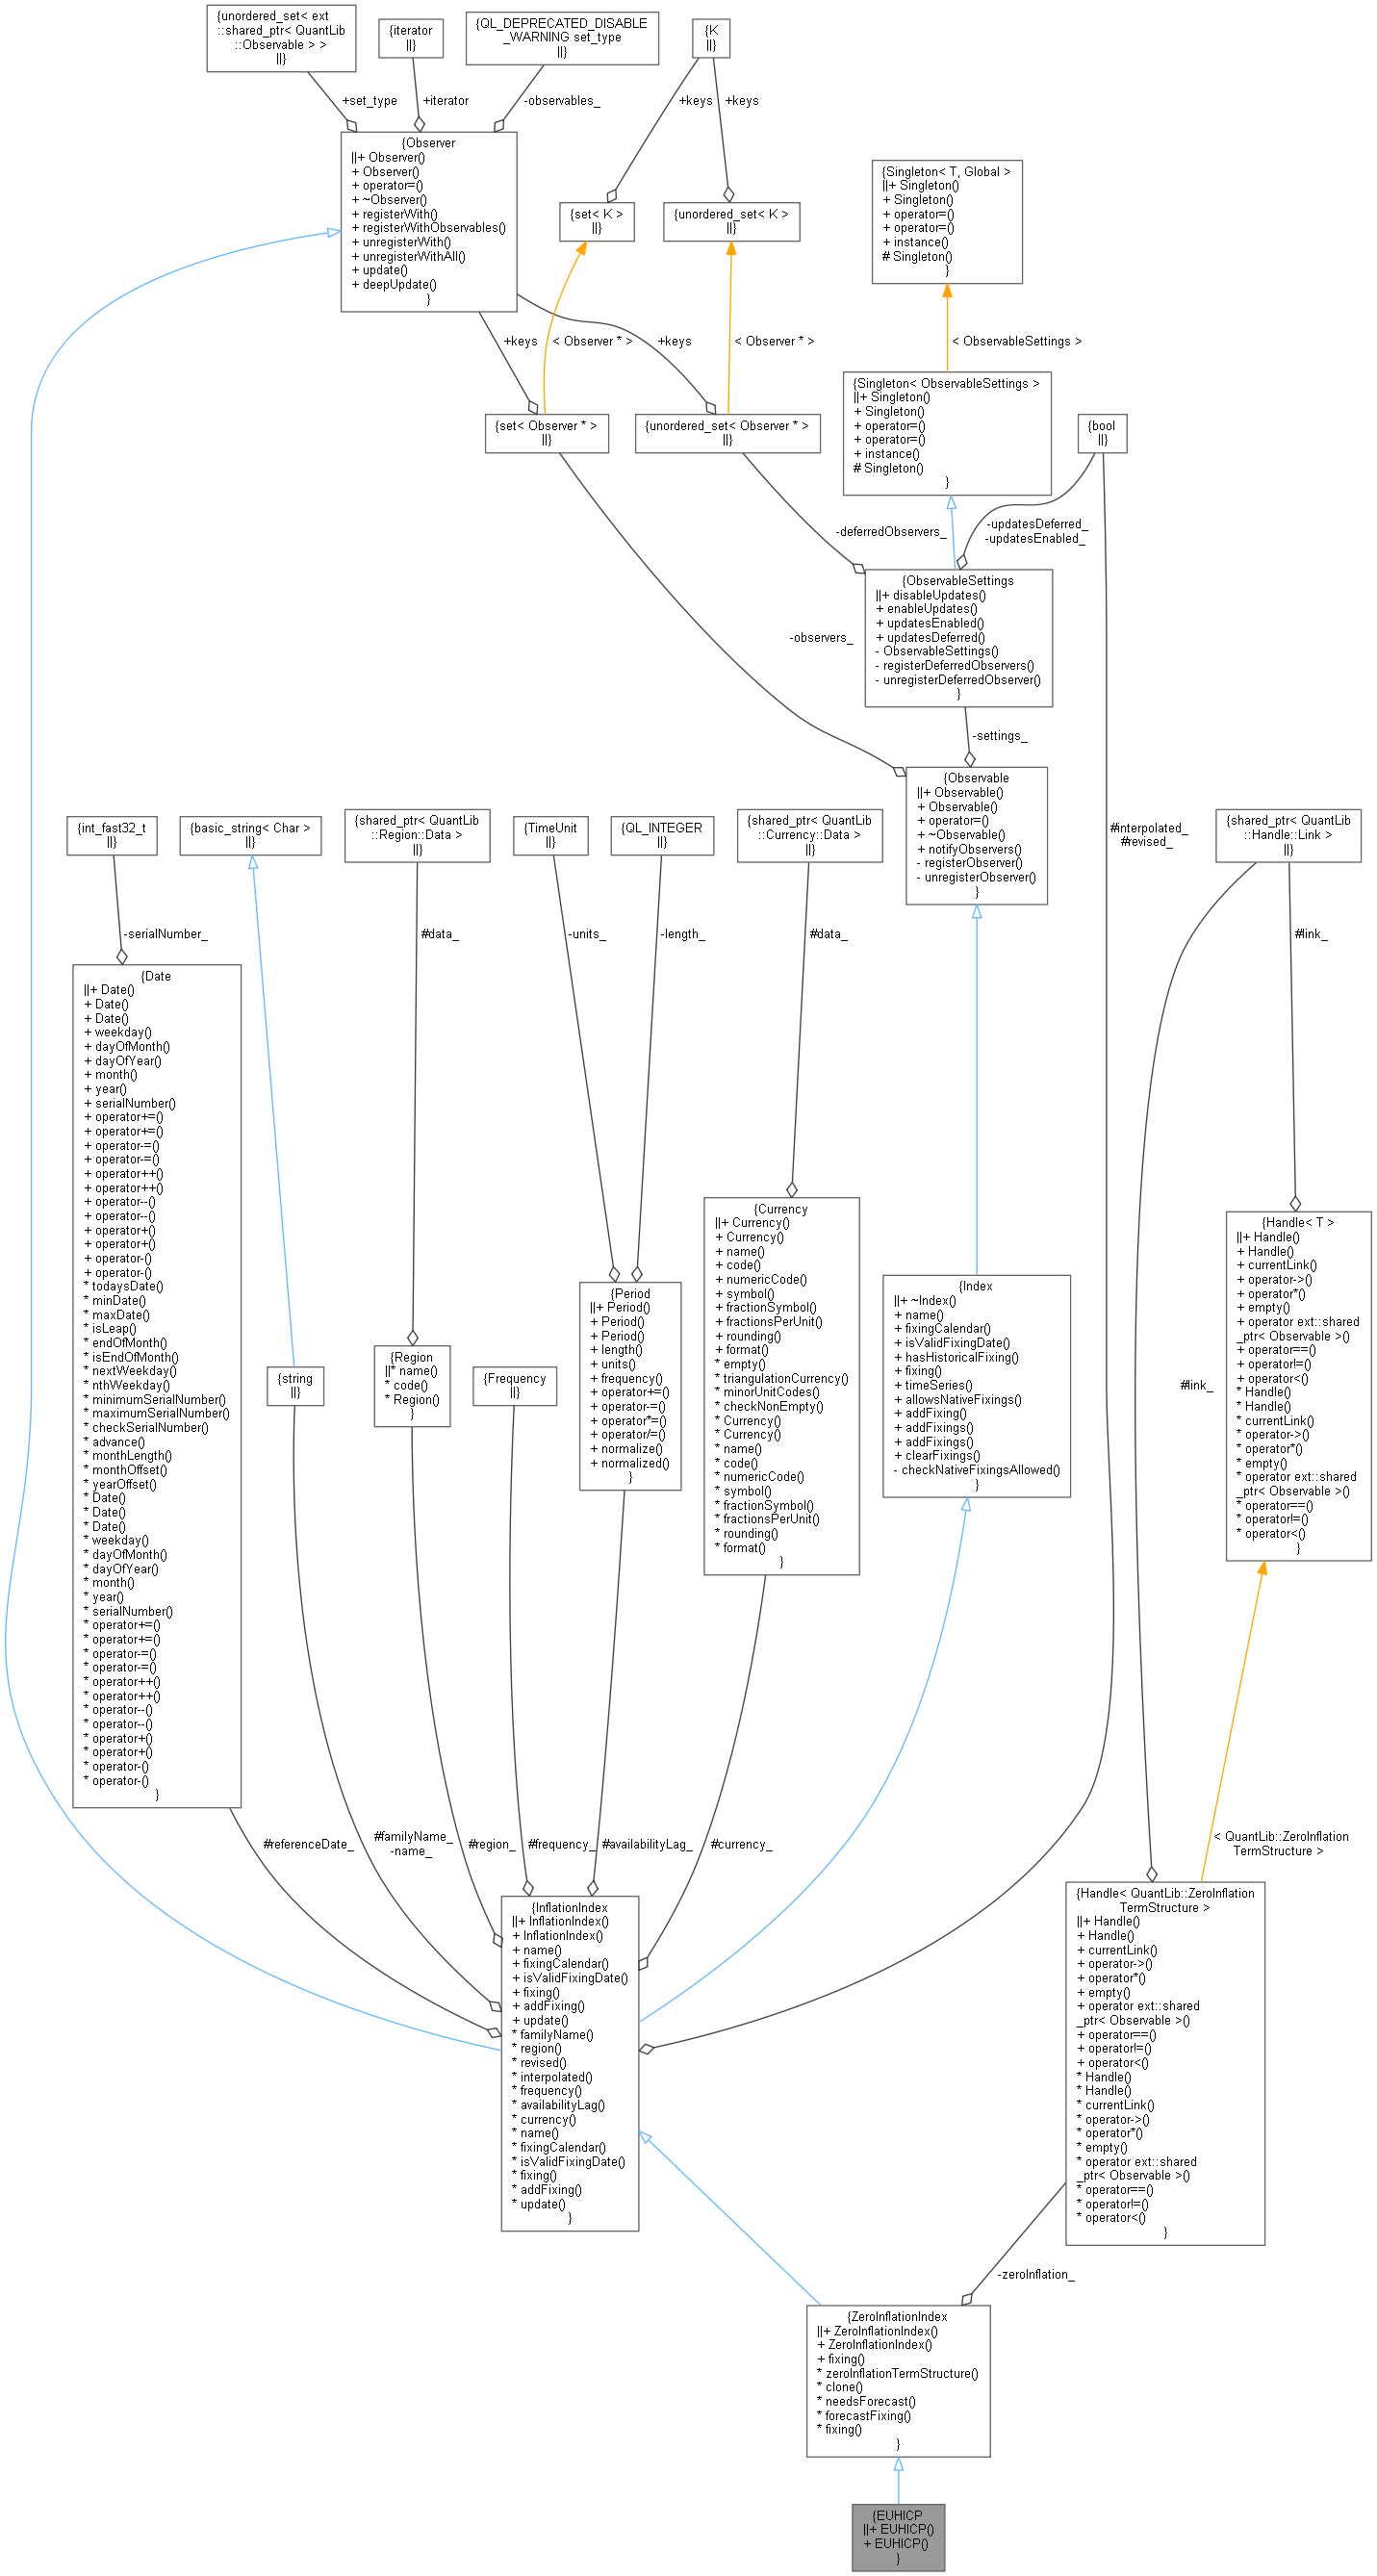 {unordered_set< ext
::shared_ptr< QuantLib
::Observable > >
||}
{iterator
||}
{QL_DEPRECATED_DISABLE
_WARNING set_type
||}
{K
||}
+set_type
+iterator
-observables_
+keys
+keys
{Observer
||+ Observer()
+ Observer()
+ operator=()
+ ~Observer()
+ registerWith()
+ registerWithObservables()
+ unregisterWith()
+ unregisterWithAll()
+ update()
+ deepUpdate()
}
{set< K >
||}
{unordered_set< K >
||}
{Singleton< T, Global >
||+ Singleton()
+ Singleton()
+ operator=()
+ operator=()
+ instance()
# Singleton()
}
+keys
< Observer * >
+keys
< Observer * >
< ObservableSettings >
{set< Observer * >
||}
{unordered_set< Observer * >
||}
{Singleton< ObservableSettings >
||+ Singleton()
+ Singleton()
+ operator=()
+ operator=()
+ instance()
# Singleton()
}
{bool
||}
-deferredObservers_
-updatesDeferred_
-updatesEnabled_
{ObservableSettings
||+ disableUpdates()
+ enableUpdates()
+ updatesEnabled()
+ updatesDeferred()
- ObservableSettings()
- registerDeferredObservers()
- unregisterDeferredObserver()
}
-observers_
-settings_
{Observable
||+ Observable()
+ Observable()
+ operator=()
+ ~Observable()
+ notifyObservers()
- registerObserver()
- unregisterObserver()
}
#interpolated_
#revised_
{int_fast32_t
||}
{basic_string< Char >
||}
{shared_ptr< QuantLib
::Region::Data >
||}
{TimeUnit
||}
{QL_INTEGER
||}
{shared_ptr< QuantLib
::Currency::Data >
||}
{shared_ptr< QuantLib
::Handle::Link >
||}
-serialNumber_
#data_
-units_
-length_
#data_
#link_
{Date
||+ Date()
+ Date()
+ Date()
+ weekday()
+ dayOfMonth()
+ dayOfYear()
+ month()
+ year()
+ serialNumber()
+ operator+=()
+ operator+=()
+ operator-=()
+ operator-=()
+ operator++()
+ operator++()
+ operator--()
+ operator--()
+ operator+()
+ operator+()
+ operator-()
+ operator-()
* todaysDate()
* minDate()
* maxDate()
* isLeap()
* endOfMonth()
* isEndOfMonth()
* nextWeekday()
* nthWeekday()
* minimumSerialNumber()
* maximumSerialNumber()
* checkSerialNumber()
* advance()
* monthLength()
* monthOffset()
* yearOffset()
* Date()
* Date()
* Date()
* weekday()
* dayOfMonth()
* dayOfYear()
* month()
* year()
* serialNumber()
* operator+=()
* operator+=()
* operator-=()
* operator-=()
* operator++()
* operator++()
* operator--()
* operator--()
* operator+()
* operator+()
* operator-()
* operator-()
}
{string
||}
{Region
||* name()
* code()
* Region()
}
{Frequency
||}
{Period
||+ Period()
+ Period()
+ Period()
+ length()
+ units()
+ frequency()
+ operator+=()
+ operator-=()
+ operator*=()
+ operator/=()
+ normalize()
+ normalized()
}
{Currency
||+ Currency()
+ Currency()
+ name()
+ code()
+ numericCode()
+ symbol()
+ fractionSymbol()
+ fractionsPerUnit()
+ rounding()
+ format()
* empty()
* triangulationCurrency()
* minorUnitCodes()
* checkNonEmpty()
* Currency()
* Currency()
* name()
* code()
* numericCode()
* symbol()
* fractionSymbol()
* fractionsPerUnit()
* rounding()
* format()
}
{Index
||+ ~Index()
+ name()
+ fixingCalendar()
+ isValidFixingDate()
+ hasHistoricalFixing()
+ fixing()
+ timeSeries()
+ allowsNativeFixings()
+ addFixing()
+ addFixings()
+ addFixings()
+ clearFixings()
- checkNativeFixingsAllowed()
}
#link_
{Handle< T >
||+ Handle()
+ Handle()
+ currentLink()
+ operator->()
+ operator*()
+ empty()
+ operator ext::shared
_ptr< Observable >()
+ operator==()
+ operator!=()
+ operator<()
* Handle()
* Handle()
* currentLink()
* operator->()
* operator*()
* empty()
* operator ext::shared
_ptr< Observable >()
* operator==()
* operator!=()
* operator<()
}
#referenceDate_
#familyName_
-name_
#region_
#frequency_
#availabilityLag_
#currency_
< QuantLib::ZeroInflation
TermStructure >
{InflationIndex
||+ InflationIndex()
+ InflationIndex()
+ name()
+ fixingCalendar()
+ isValidFixingDate()
+ fixing()
+ addFixing()
+ update()
* familyName()
* region()
* revised()
* interpolated()
* frequency()
* availabilityLag()
* currency()
* name()
* fixingCalendar()
* isValidFixingDate()
* fixing()
* addFixing()
* update()
}
{Handle< QuantLib::ZeroInflation
TermStructure >
||+ Handle()
+ Handle()
+ currentLink()
+ operator->()
+ operator*()
+ empty()
+ operator ext::shared
_ptr< Observable >()
+ operator==()
+ operator!=()
+ operator<()
* Handle()
* Handle()
* currentLink()
* operator->()
* operator*()
* empty()
* operator ext::shared
_ptr< Observable >()
* operator==()
* operator!=()
* operator<()
}
-zeroInflation_
{ZeroInflationIndex
||+ ZeroInflationIndex()
+ ZeroInflationIndex()
+ fixing()
* zeroInflationTermStructure()
* clone()
* needsForecast()
* forecastFixing()
* fixing()
}
{EUHICP
||+ EUHICP()
+ EUHICP()
}